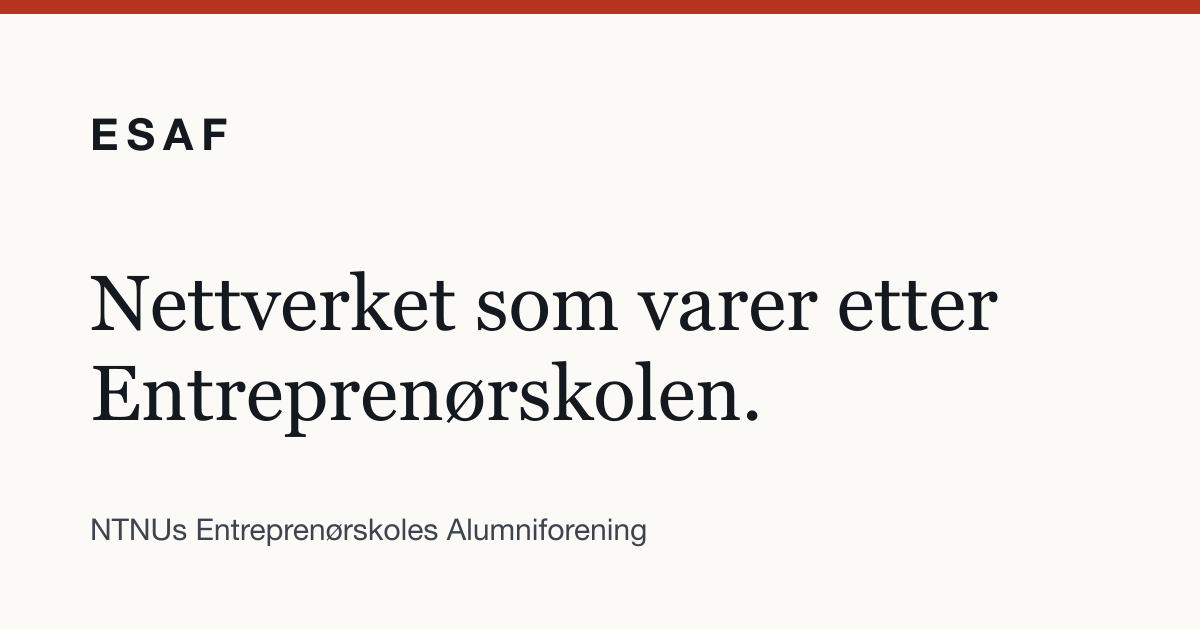 ESAF
Nettverket som varer etter
Entreprenørskolen.
NTNUs Entreprenørskoles Alumniforening